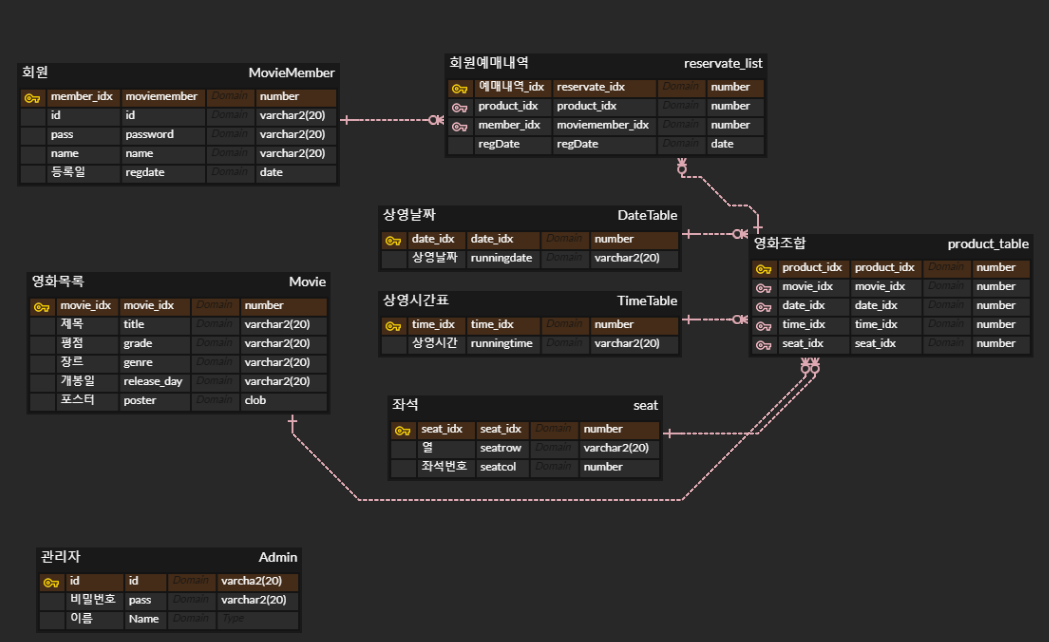 회원 MovieMember
member_idx moviemember Domain number
id id Domain varchar2(20)
pass password Domain varchar2(20)
name name Domain varchar2(20)
등록일 regdate Domain date
회원예매내역 reservate_list
예매내역_idx reservate_idx Domain number
product_idx product_idx Domain number
member_idx moviemember_idx Domain number
regDate regDate Domain date
상영날짜 DateTable
date_idx date_idx Domain number
상영날짜 runningdate Domain varchar2(20)
영화조합 product_table
product_idx product_idx Domain number
movie_idx movie_idx Domain number
date_idx date_idx Domain number
time_idx time_idx Domain number
seat_idx seat_idx Domain number
영화목록 Movie
movie_idx movie_idx Domain number
제목 title Domain varchar2(20)
평점 grade Domain varchar2(20)
장르 genre Domain varchar2(20)
개봉일 release_day Domain varchar2(20)
포스터 poster Domain clob
상영시간표 TimeTable
time_idx time_idx Domain number
상영시간 runningtime Domain varchar2(20)
좌석 seat
seat_idx seat_idx Domain number
열 seatrow Domain varchar2(20)
좌석번호 seatcol Domain number
관리자 Admin
id id Domain varcha2(20)
비밀번호 pass Domain varchar2(20)
이름 Name Domain Type